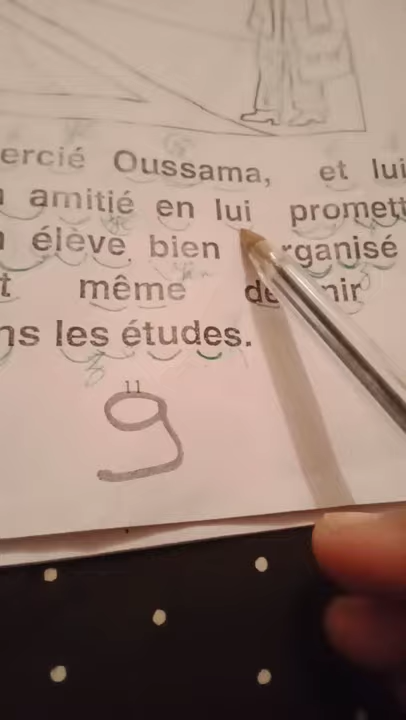 ercié Oussama, et lui
amitié en lui promett
élève bien rganisé
t même de nir
ns les études.
11
9